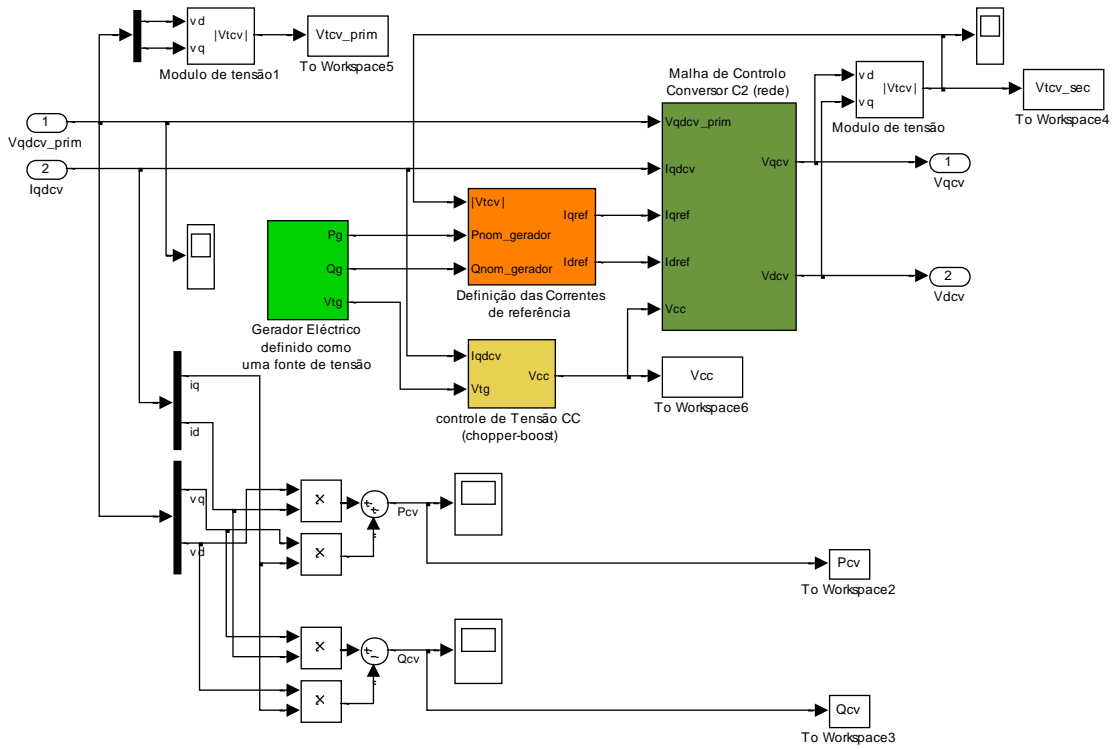 vd
vq
|Vtcv|
Modulo de tensão1
Vtcv_prim
To Workspace5
1
Vqdcv_prim
2
Iqdcv
Malha de Controlo
Conversor C2 (rede)
Vqdcv_prim
Iqdcv
Iqref
Idref
Vcc
Vqcv
Vdcv
vd
vq
|Vtcv|
Modulo de tensão
Vtcv_sec
To Workspace4
1
Vqcv
2
Vdcv
|Vtcv|
Pnom_gerador
Qnom_gerador
Iqref
Idref
Definição das Correntes
de referência
Pg
Qg
Vtg
Gerador Eléctrico
definido como
uma fonte de tensão
Iqdcv
Vtg
Vcc
controle de Tensão CC
(chopper-boost)
Vcc
To Workspace6
iq
id
vq
vd
Pcv
Pcv
To Workspace2
Qcv
Qcv
To Workspace3